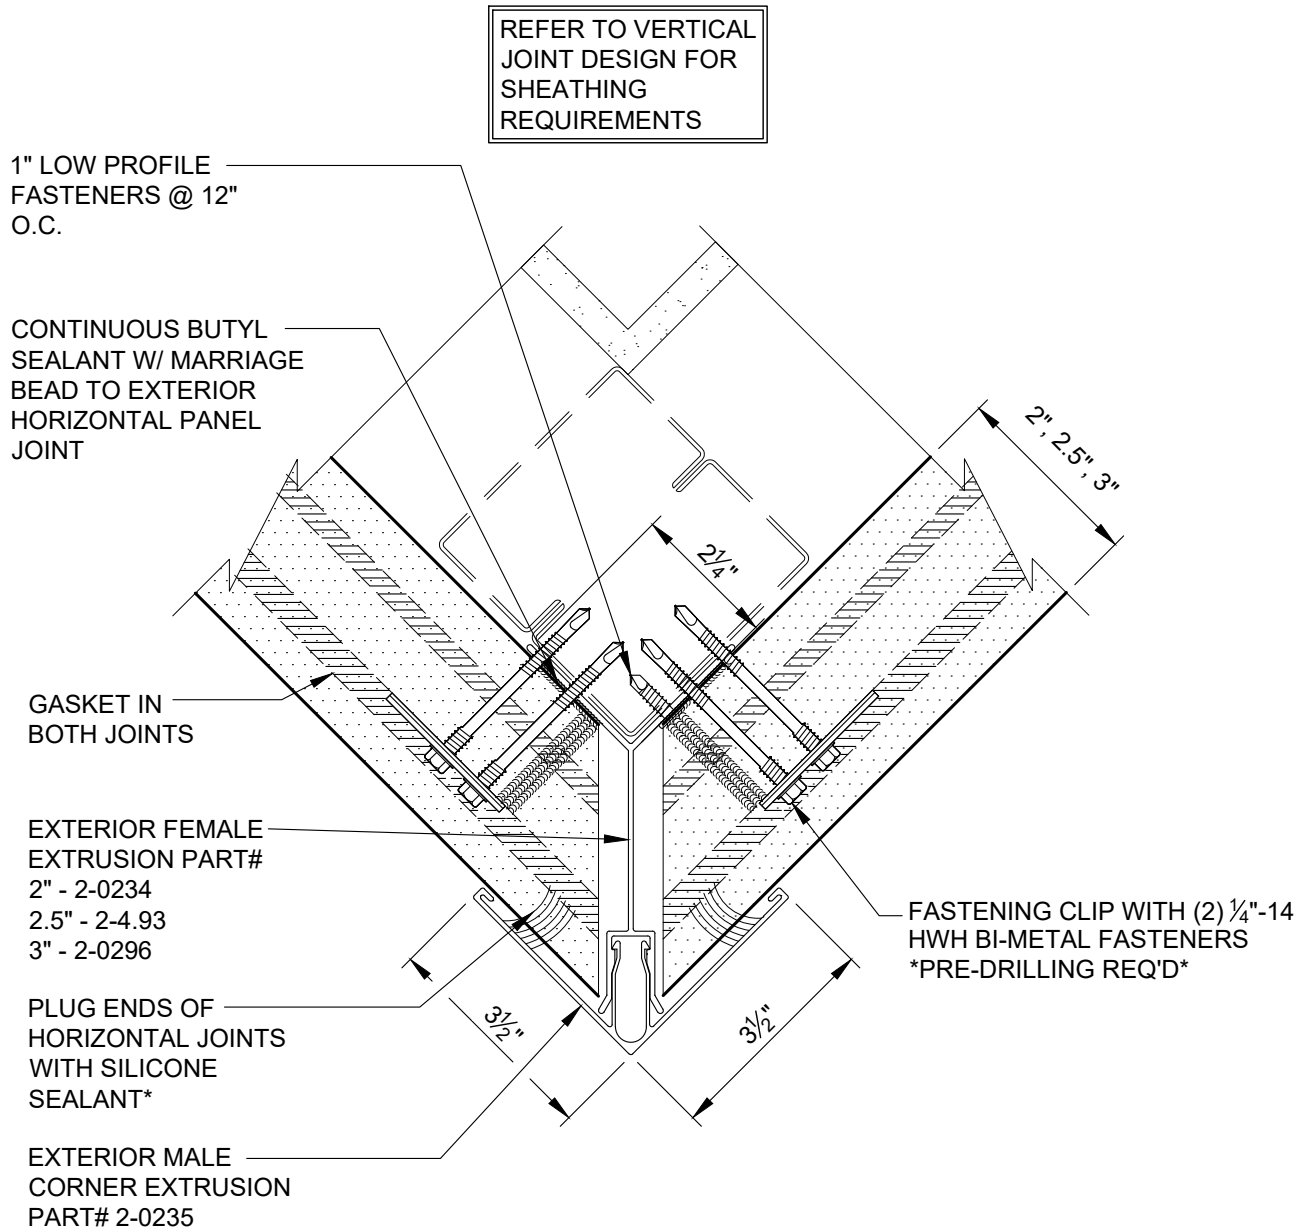 REFER TO VERTICAL
JOINT DESIGN FOR
SHEATHING
REQUIREMENTS
1" LOW PROFILE
FASTENERS @ 12"
O.C.
CONTINUOUS BUTYL
SEALANT W/ MARRIAGE
BEAD TO EXTERIOR
HORIZONTAL PANEL
JOINT
2", 2.5", 3"
2¼"
GASKET IN
BOTH JOINTS
EXTERIOR FEMALE
EXTRUSION PART#
2" - 2-0234
2.5" - 2-4.93
3" - 2-0296
FASTENING CLIP WITH (2) ¼"-14
HWH BI-METAL FASTENERS
*PRE-DRILLING REQ'D*
PLUG ENDS OF
HORIZONTAL JOINTS
WITH SILICONE
SEALANT*
3½"
3½"
EXTERIOR MALE
CORNER EXTRUSION
PART# 2-0235